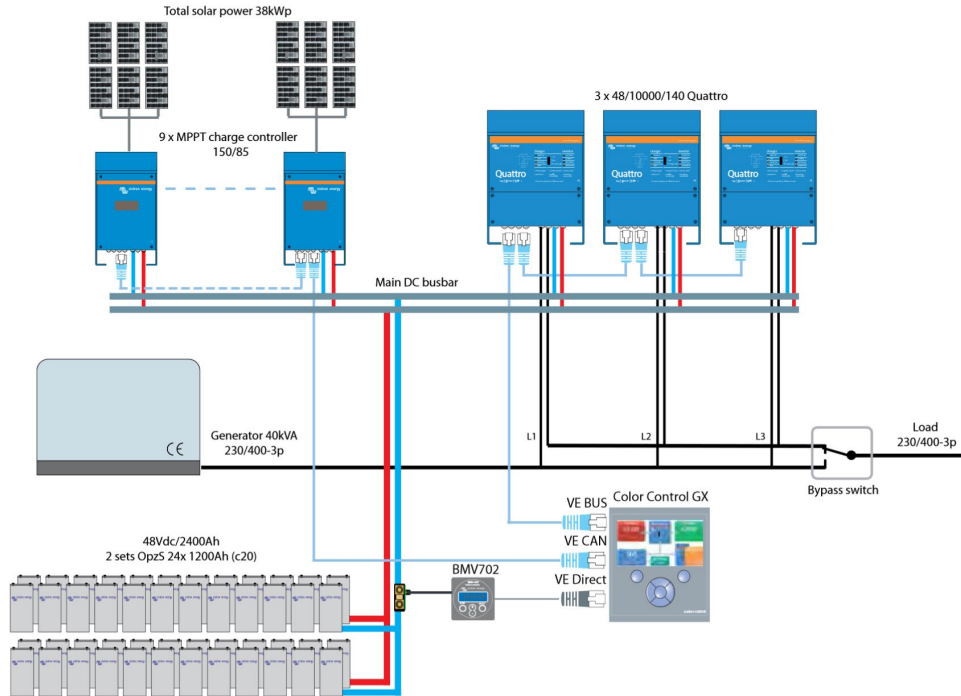 Total solar power 38kWp
9 x MPPT charge controller
150/85
3 x 48/10000/140 Quattro
Quattro
Quattro
Quattro
Main DC busbar
Generator 40kVA
230/400-3p
CE
L1
L2
L3
Load
230/400-3p
Bypass switch
VE BUS
Color Control GX
VE CAN
VE Direct
BMV702
48Vdc/2400Ah
2 sets OpzS 24x 1200Ah (c20)